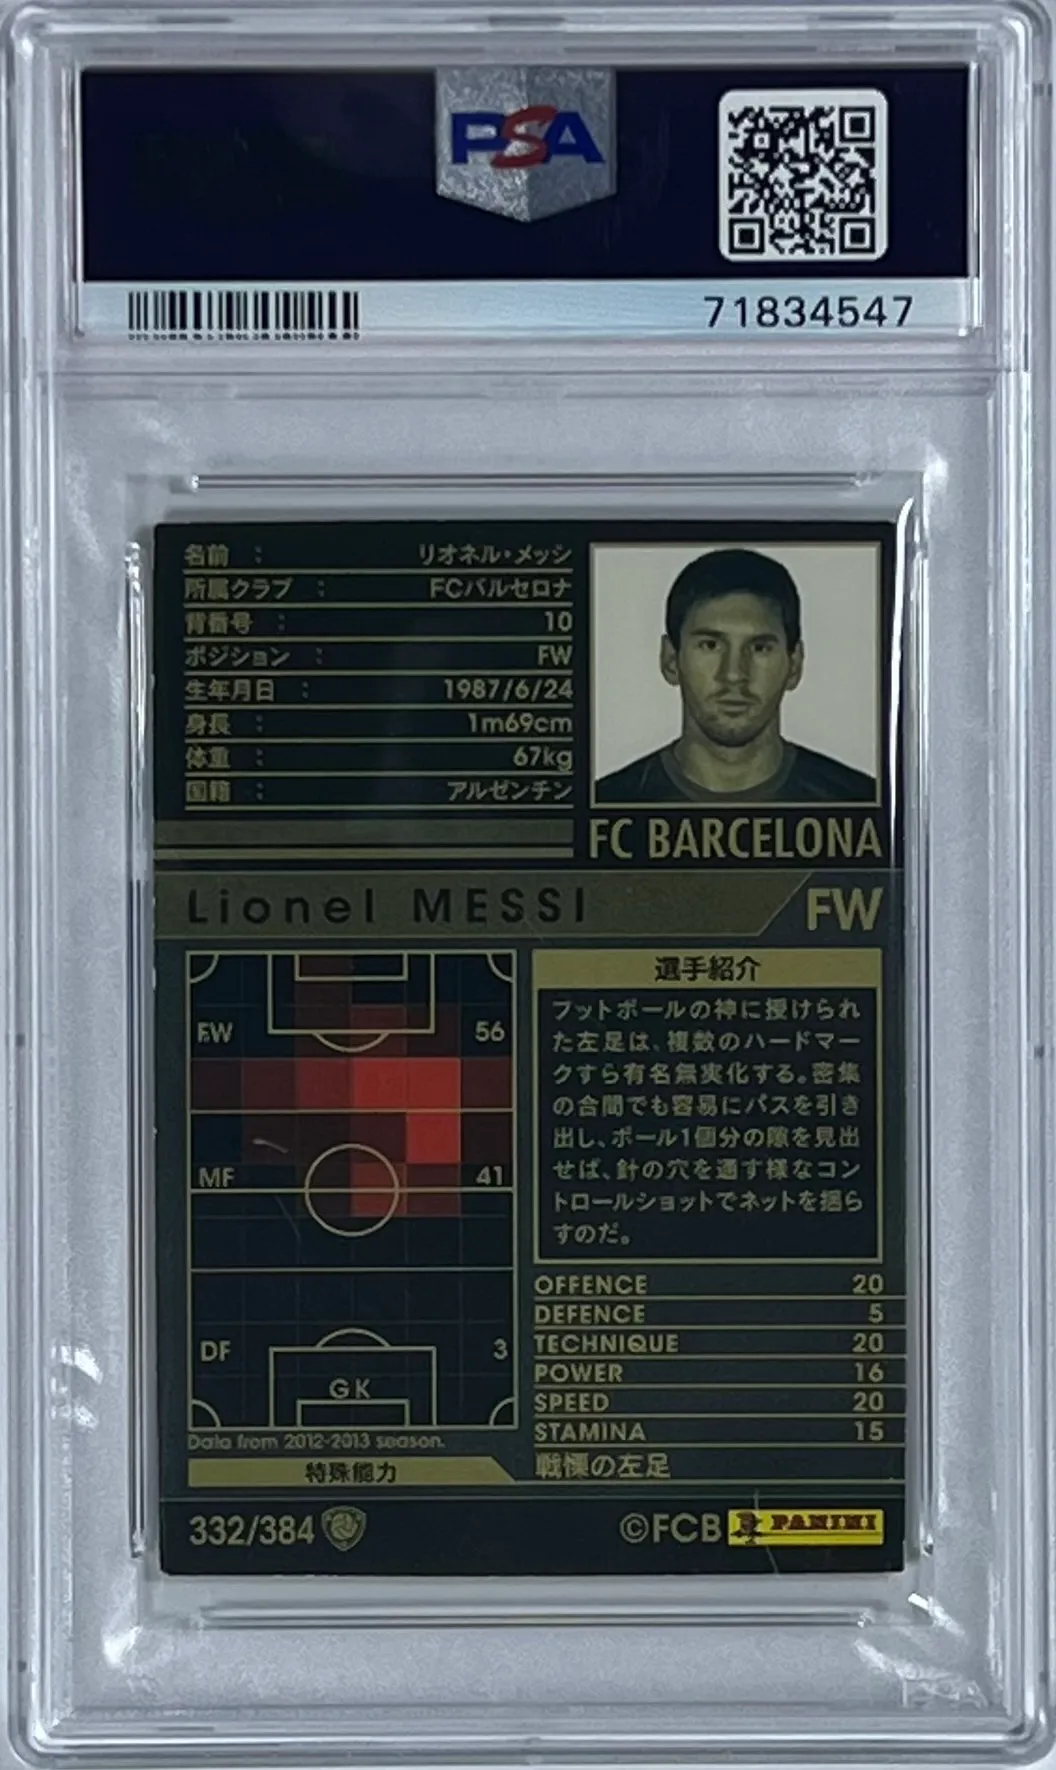 PSA
71834547
名前 : リオネル・メッシ
所属クラブ : FCバルセロナ
背番号 : 10
ポジション : FW
生年月日 : 1987/6/24
身長 : 1m69cm
体重 : 67kg
国籍 : アルゼンチン
FC BARCELONA
Lionel MESSI FW
FW 56
MF 41
DF 3
GK
Data from 2012-2013 season.
選手紹介
フットボールの神に授けられ
た左足は、複数のハードマー
クすら有名無実化する。密集
の合間でも容易にパスを引き
出し、ボール1個分の隙を見出
せば、針の穴を通す様なコン
トロールショットでネットを揺ら
すのだ。
OFFENCE 20
DEFENCE 5
TECHNIQUE 20
POWER 16
SPEED 20
STAMINA 15
特殊能力 戦慄の左足
332/384
©FCB PANINI